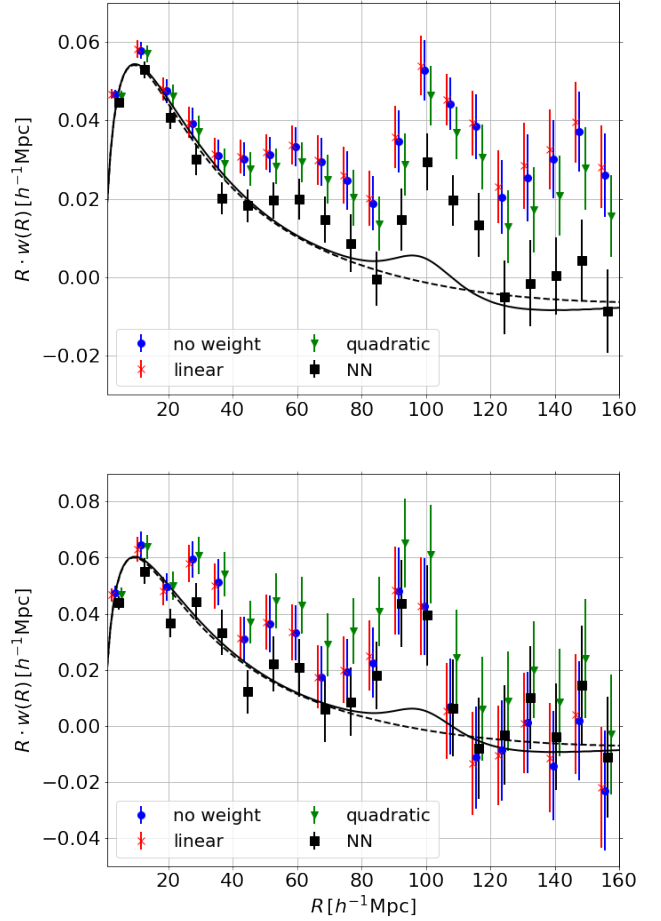 0.06
0.04
0.02
0.00
−0.02
R · w(R) [h⁻¹Mpc]
no weight
linear
quadratic
NN
20 40 60 80 100 120 140 160
0.08
0.06
0.04
0.02
0.00
−0.02
−0.04
R · w(R) [h⁻¹Mpc]
no weight
linear
quadratic
NN
20 40 60 80 100 120 140 160
R [h⁻¹Mpc]